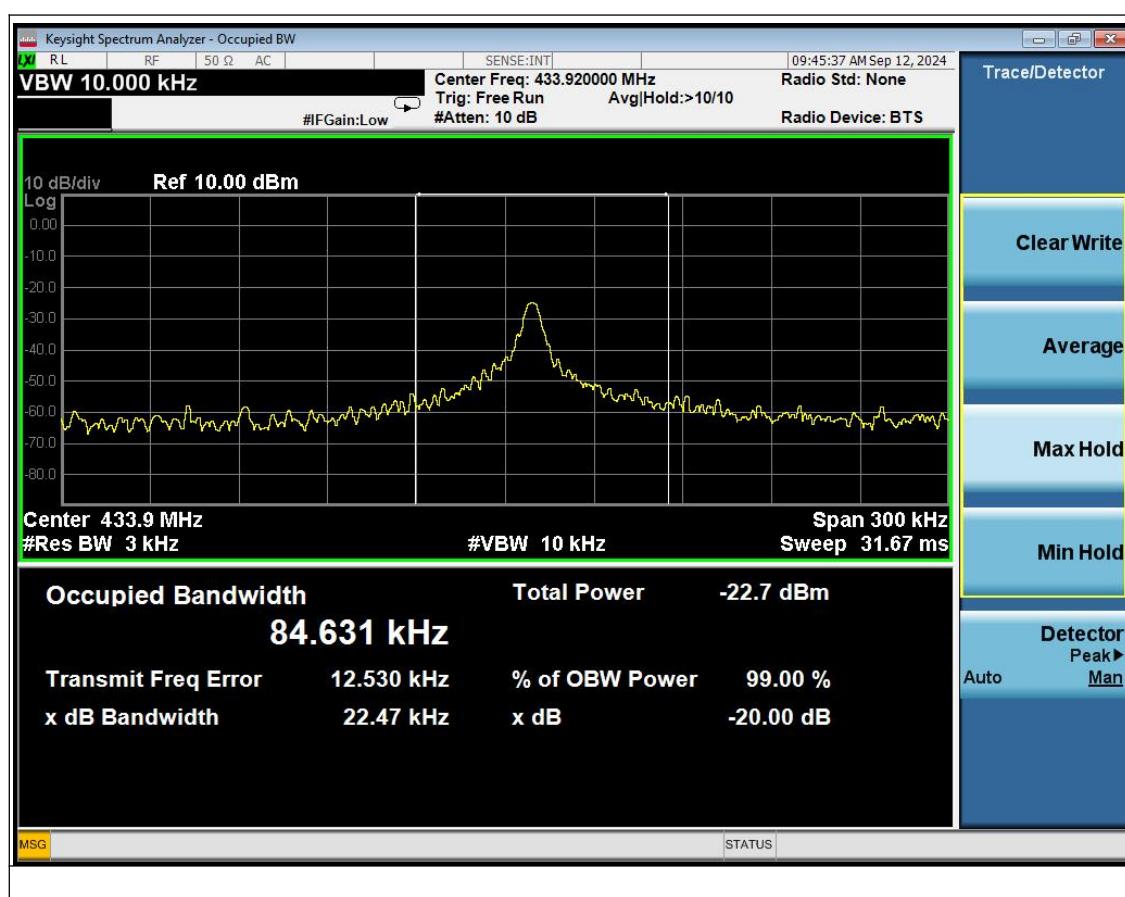 Keysight Spectrum Analyzer - Occupied BW
LXI RL RF 50 Ω AC SENSE:INT 09:45:37 AM Sep 12, 2024
VBW 10.000 kHz
Center Freq: 433.920000 MHz Radio Std: None
Trig: Free Run Avg|Hold:>10/10
#IFGain:Low #Atten: 10 dB Radio Device: BTS
10 dB/div Ref 10.00 dBm
Log
0.00
-10.0
-20.0
-30.0
-40.0
-50.0
-60.0
-70.0
-80.0
Center 433.9 MHz Span 300 kHz
#Res BW 3 kHz #VBW 10 kHz Sweep 31.67 ms
Occupied Bandwidth Total Power -22.7 dBm
84.631 kHz
Transmit Freq Error 12.530 kHz % of OBW Power 99.00 %
x dB Bandwidth 22.47 kHz x dB -20.00 dB
MSG STATUS
Trace/Detector
Clear Write
Average
Max Hold
Min Hold
Detector
Peak▶
Auto Man